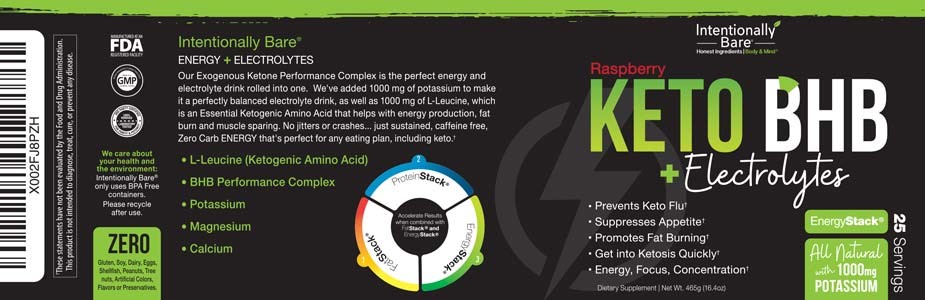 X002FJ8PZH
†These statements have not been evaluated by the Food and Drug Administration.
This product is not intended to diagnose, treat, cure, or prevent any disease.
MANUFACTURED AT AN
FDA
REGISTERED FACILITY
GMP
We care about
your health and
the environment:
Intentionally Bare®
only uses BPA Free
containers.
Please recycle
after use.
ZERO
Gluten, Soy, Dairy, Eggs,
Shellfish, Peanuts, Tree
nuts, Artificial Colors,
Flavors or Preservatives.
Intentionally Bare®
ENERGY + ELECTROLYTES
Our Exogenous Ketone Performance Complex is the perfect energy and
electrolyte drink rolled into one. We've added 1000 mg of potassium to make
it a perfectly balanced electrolyte drink, as well as 1000 mg of L-Leucine, which
is an Essential Ketogenic Amino Acid that helps with energy production, fat
burn and muscle sparing. No jitters or crashes... just sustained, caffeine free,
Zero Carb ENERGY that's perfect for any eating plan, including keto.†
• L-Leucine (Ketogenic Amino Acid)
• BHB Performance Complex
• Potassium
• Magnesium
• Calcium
2
ProteinStack®
Accelerate Results
when combined with
FatStack® and
EnergyStack®
FatStack®
1
EnergyStack®
3
Intentionally
Bare®
Honest Ingredients | Body & Mind®
Raspberry
KETO BHB
+ Electrolytes
• Prevents Keto Flu†
• Suppresses Appetite†
• Promotes Fat Burning†
• Get into Ketosis Quickly†
• Energy, Focus, Concentration†
Dietary Supplement | Net Wt. 465g (16.4oz)
EnergyStack®
All Natural
with 1000mg
POTASSIUM
25 Servings